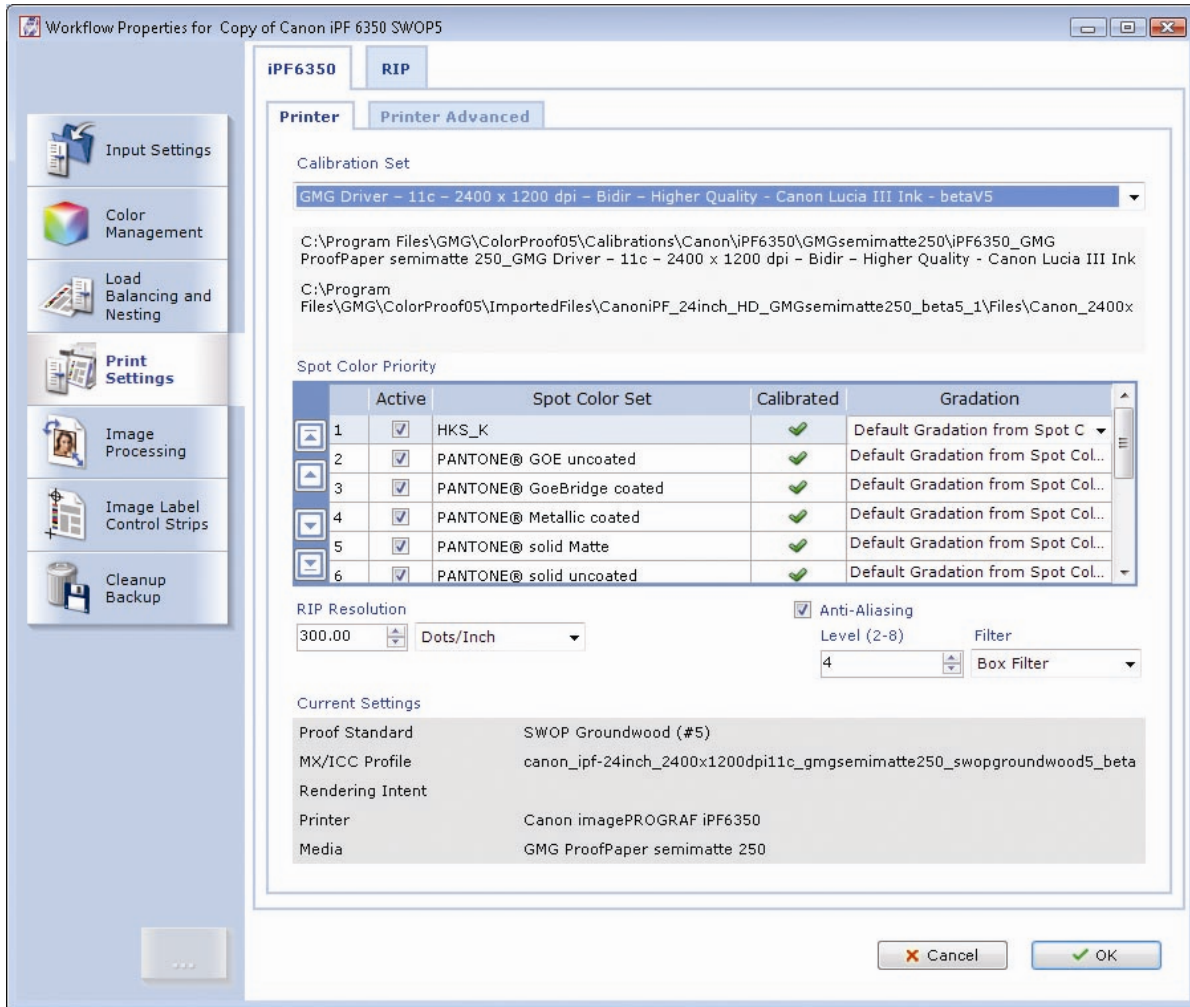 Workflow Properties for Copy of Canon iPF 6350 SWOP5
iPF6350
RIP
Printer
Printer Advanced
Input Settings
Color
Management
Load
Balancing and
Nesting
Print
Settings
Image
Processing
Image Label
Control Strips
Cleanup
Backup
...
Calibration Set
GMG Driver – 11c – 2400 x 1200 dpi – Bidir – Higher Quality - Canon Lucia III Ink - betaV5
C:\Program Files\GMG\ColorProof05\Calibrations\Canon\iPF6350\GMGsemimatte250\iPF6350_GMG
ProofPaper semimatte 250_GMG Driver – 11c – 2400 x 1200 dpi – Bidir – Higher Quality - Canon Lucia III Ink
C:\Program
Files\GMG\ColorProof05\ImportedFiles\CanoniPF_24inch_HD_GMGsemimatte250_beta5_1\Files\Canon_2400x
Spot Color Priority
Active Spot Color Set Calibrated Gradation
1 HKS_K Default Gradation from Spot C
2 PANTONE® GOE uncoated Default Gradation from Spot Col...
3 PANTONE® GoeBridge coated Default Gradation from Spot Col...
4 PANTONE® Metallic coated Default Gradation from Spot Col...
5 PANTONE® solid Matte Default Gradation from Spot Col...
6 PANTONE® solid uncoated Default Gradation from Spot Col...
RIP Resolution
300.00 Dots/Inch
Anti-Aliasing
Level (2-8) Filter
4 Box Filter
Current Settings
Proof Standard SWOP Groundwood (#5)
MX/ICC Profile canon_ipf-24inch_2400x1200dpi11c_gmgsemimatte250_swopgroundwood5_beta
Rendering Intent
Printer Canon imagePROGRAF iPF6350
Media GMG ProofPaper semimatte 250
Cancel
OK